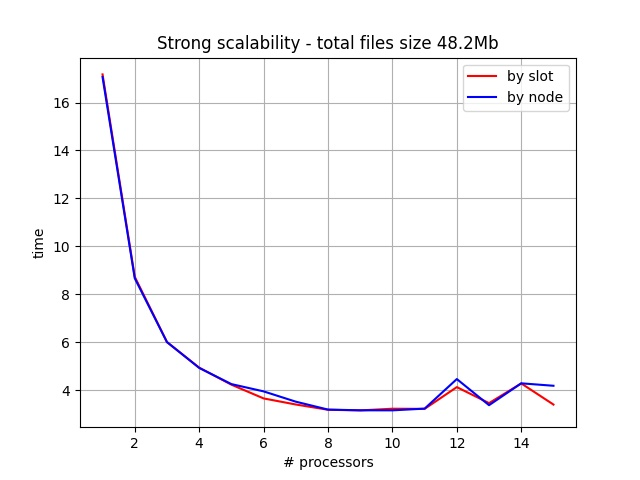 Strong scalability - total files size 48.2Mb
by slot
by node
time
16
14
12
10
8
6
4
2 4 6 8 10 12 14
# processors